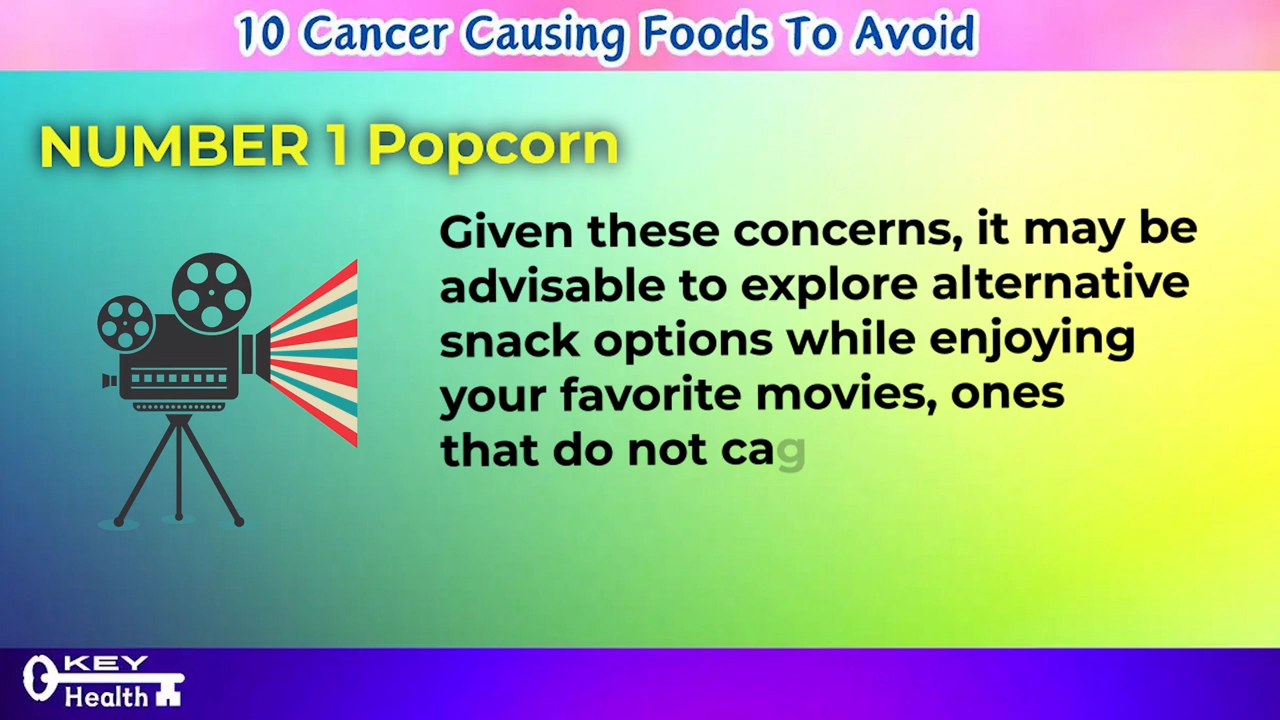 10 Cancer Causing Foods To Avoid
NUMBER 1 Popcorn
Given these concerns, it may be
advisable to explore alternative
snack options while enjoying
your favorite movies, ones
that do not cag
KEY
Health